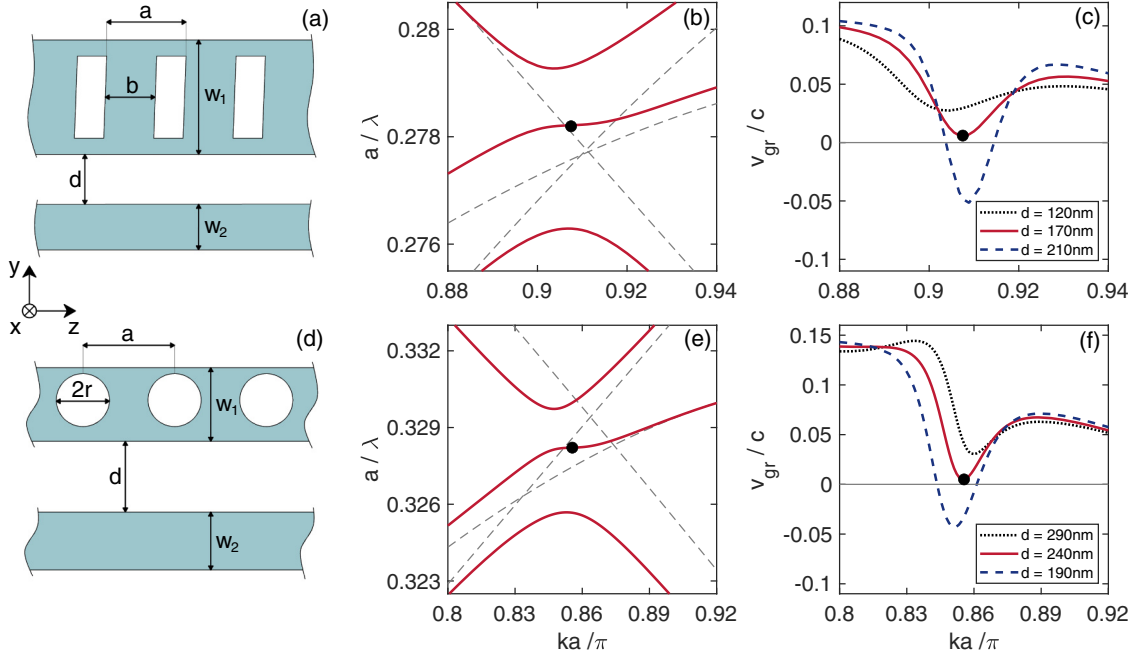 (a)
a
b
w1
d
w2
y
x
z
(b)
a / λ
0.28
0.278
0.276
0.88
0.9
0.92
0.94
(c)
vgr / c
0.1
0.05
0
-0.05
-0.1
0.88
0.9
0.92
0.94
d = 120nm
d = 170nm
d = 210nm
(d)
a
2r
w1
d
w2
(e)
a / λ
0.332
0.329
0.326
0.323
0.8
0.83
0.86
0.89
0.92
ka /π
(f)
vgr / c
0.15
0.1
0.05
0
-0.05
-0.1
0.8
0.83
0.86
0.89
0.92
ka /π
d = 290nm
d = 240nm
d = 190nm